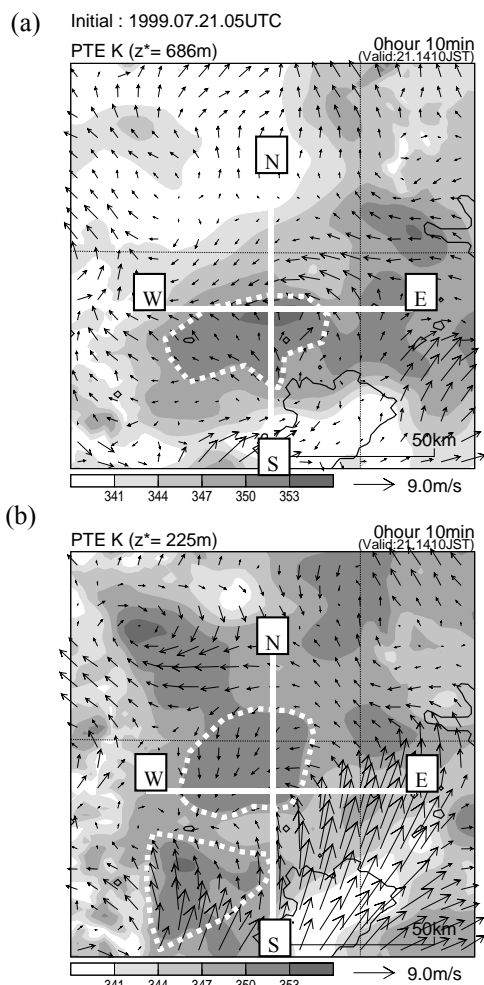 (a)
Initial : 1999.07.21.05UTC
PTE K (z*= 686m)
0hour 10min
(Valid:21.1410JST)
N
W
E
S
50km
341 344 347 350 353
9.0m/s
(b)
PTE K (z*= 225m)
0hour 10min
(Valid:21.1410JST)
N
W
E
S
50km
341 344 347 350 353
9.0m/s